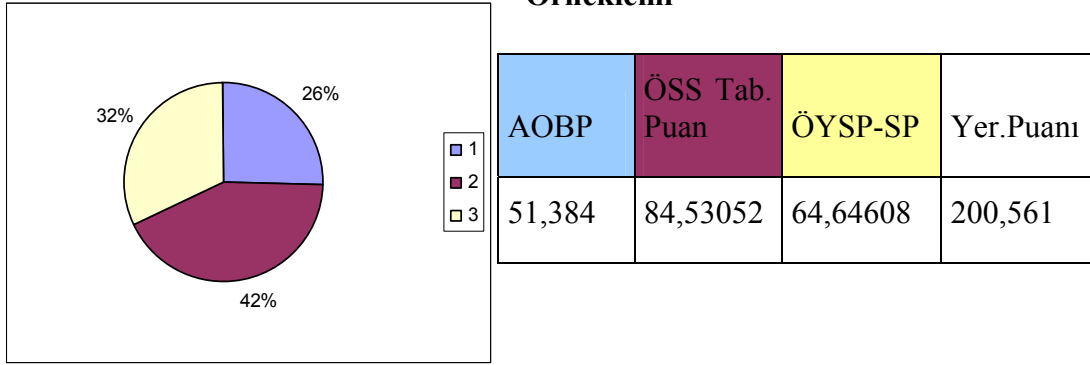 26%
32%
42%
1
2
3
AOBP
ÖSS Tab.
Puan
ÖYSP-SP
Yer.Puanı
51,384
84,53052
64,64608
200,561